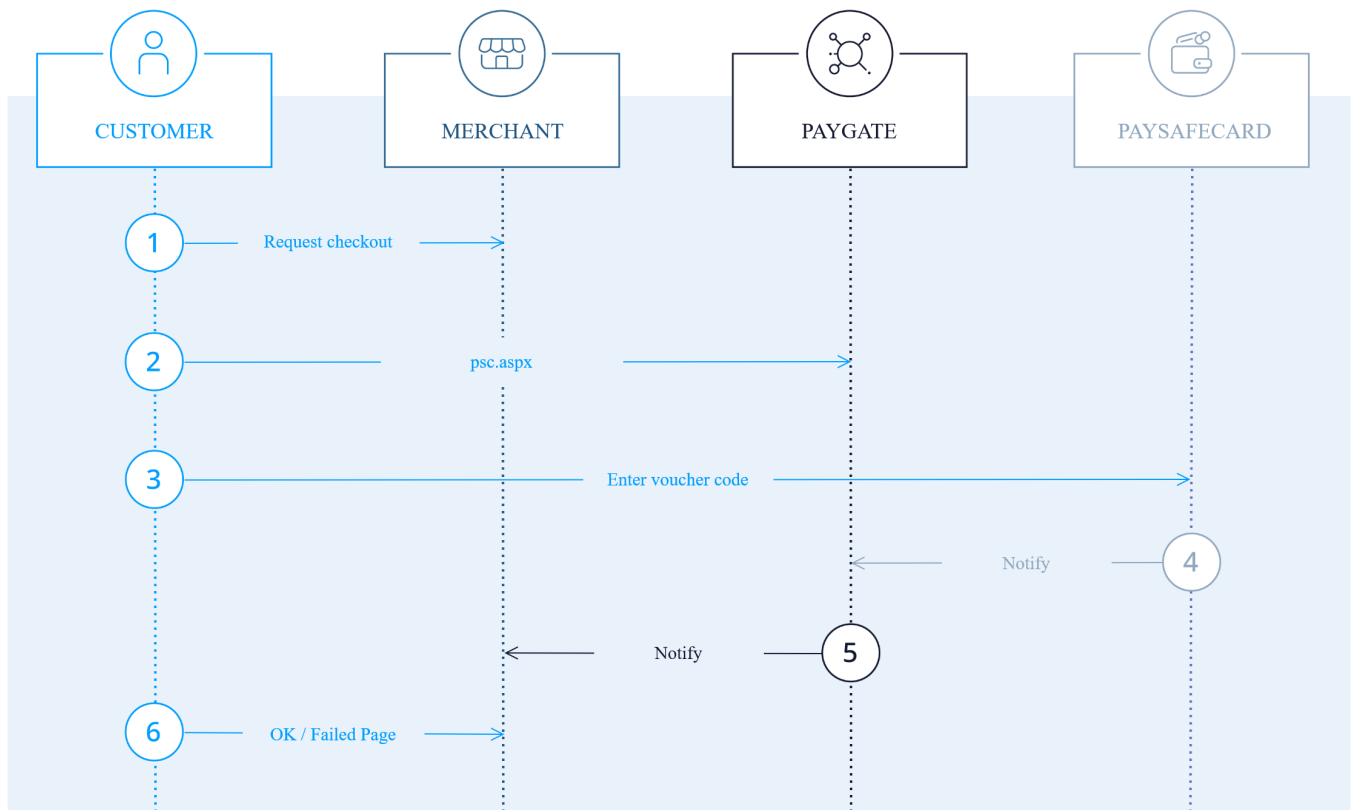 CUSTOMER
MERCHANT
PAYGATE
PAYSAFECARD
1
Request checkout
2
psc.aspx
3
Enter voucher code
Notify
4
Notify
5
6
OK / Failed Page